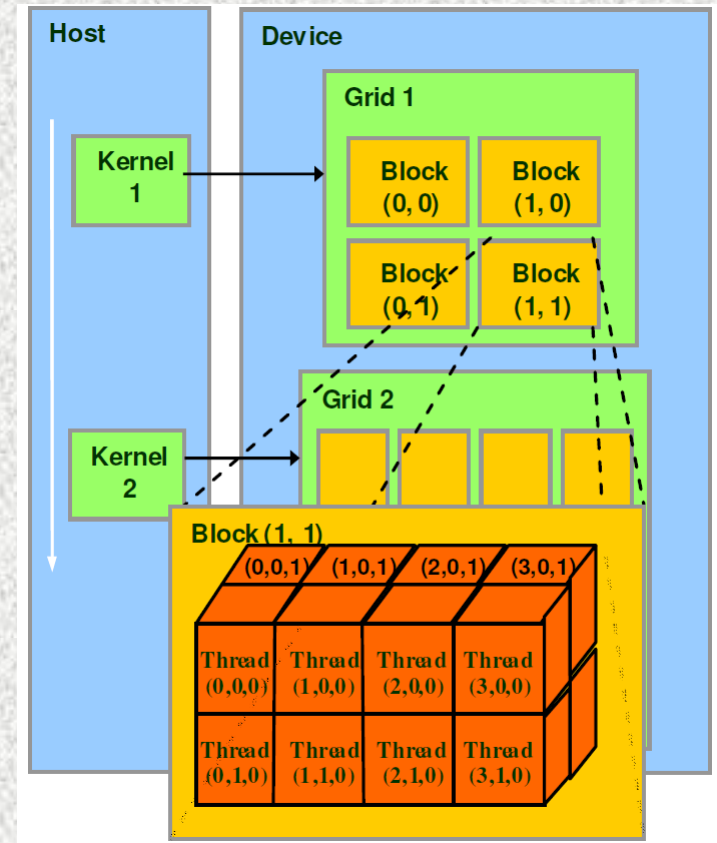 Host
Device
Grid 1
Kernel
1
Block
(0, 0)
Block
(1, 0)
Block
(0, 1)
Block
(1, 1)
Grid 2
Kernel
2
Block (1, 1)
(0,0,1)
(1,0,1)
(2,0,1)
(3,0,1)
Thread
(0,0,0)
Thread
(1,0,0)
Thread
(2,0,0)
Thread
(3,0,0)
Thread
(0,1,0)
Thread
(1,1,0)
Thread
(2,1,0)
Thread
(3,1,0)